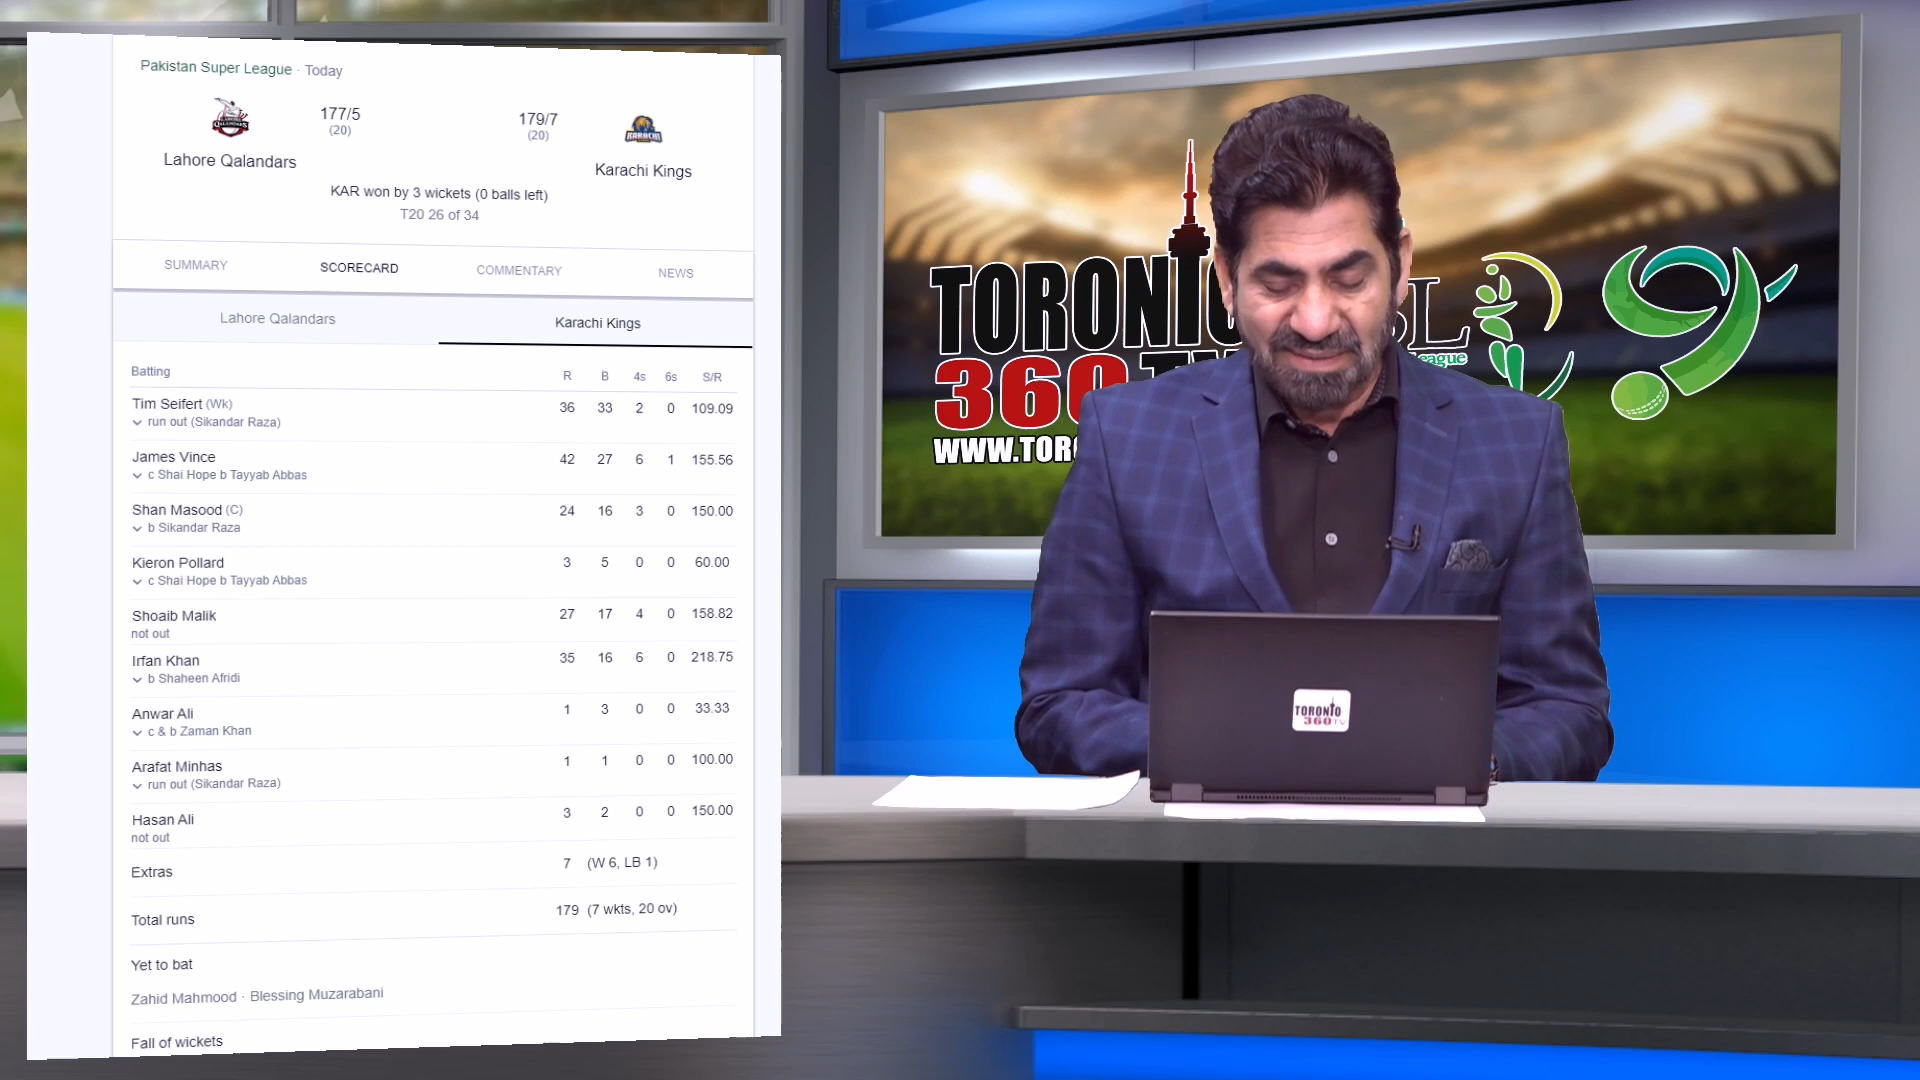 Pakistan Super League · Today
177/5
(20)
179/7
(20)
Lahore Qalandars
Karachi Kings
KAR won by 3 wickets (0 balls left)
T20 26 of 34
SUMMARY SCORECARD COMMENTARY NEWS
Lahore Qalandars Karachi Kings
Batting R B 4s 6s S/R
Tim Seifert (Wk) 36 33 2 0 109.09
run out (Sikandar Raza)
James Vince 42 27 6 1 155.56
c Shai Hope b Tayyab Abbas
Shan Masood (C) 24 16 3 0 150.00
b Sikandar Raza
Kieron Pollard 3 5 0 0 60.00
c Shai Hope b Tayyab Abbas
Shoaib Malik 27 17 4 0 158.82
not out
Irfan Khan 35 16 6 0 218.75
b Shaheen Afridi
Anwar Ali 1 3 0 0 33.33
c & b Zaman Khan
Arafat Minhas 1 1 0 0 100.00
run out (Sikandar Raza)
Hasan Ali 3 2 0 0 150.00
not out
Extras 7 (W 6, LB 1)
Total runs 179 (7 wkts, 20 ov)
Yet to bat
Zahid Mahmood · Blessing Muzarabani
Fall of wickets
TORONTO
360
WWW.TOR
9
TORONTO
360TV